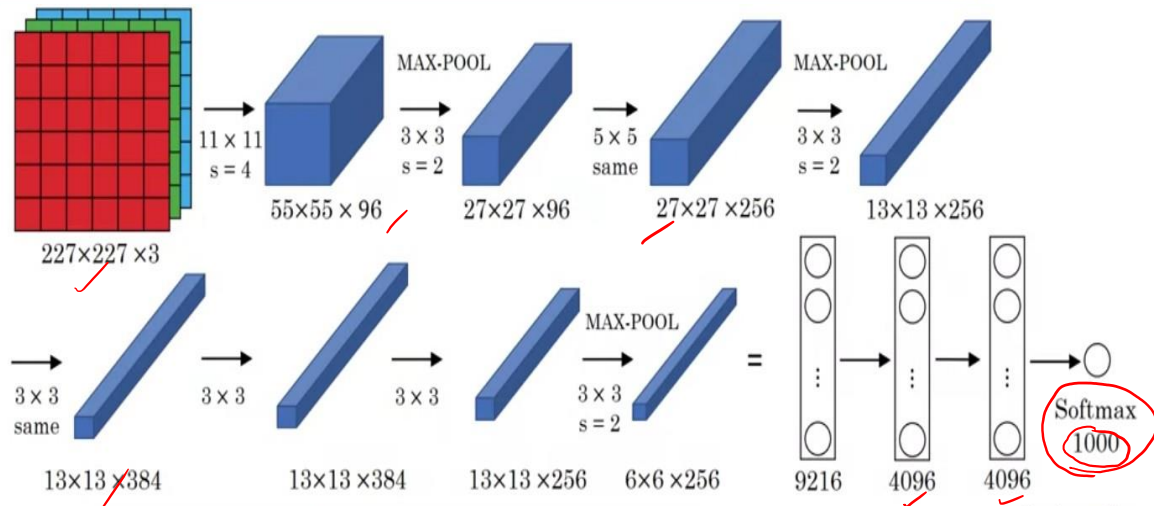 227×227 ×3
11 × 11
s = 4
55×55 × 96
MAX-POOL
3 × 3
s = 2
27×27 ×96
5 × 5
same
27×27 ×256
MAX-POOL
3 × 3
s = 2
13×13 ×256
3 × 3
same
13×13 ×384
3 × 3
13×13 ×384
3 × 3
13×13 ×256
MAX-POOL
3 × 3
s = 2
6×6 ×256
=
⋮
9216
⋮
4096
⋮
4096
Softmax
1000